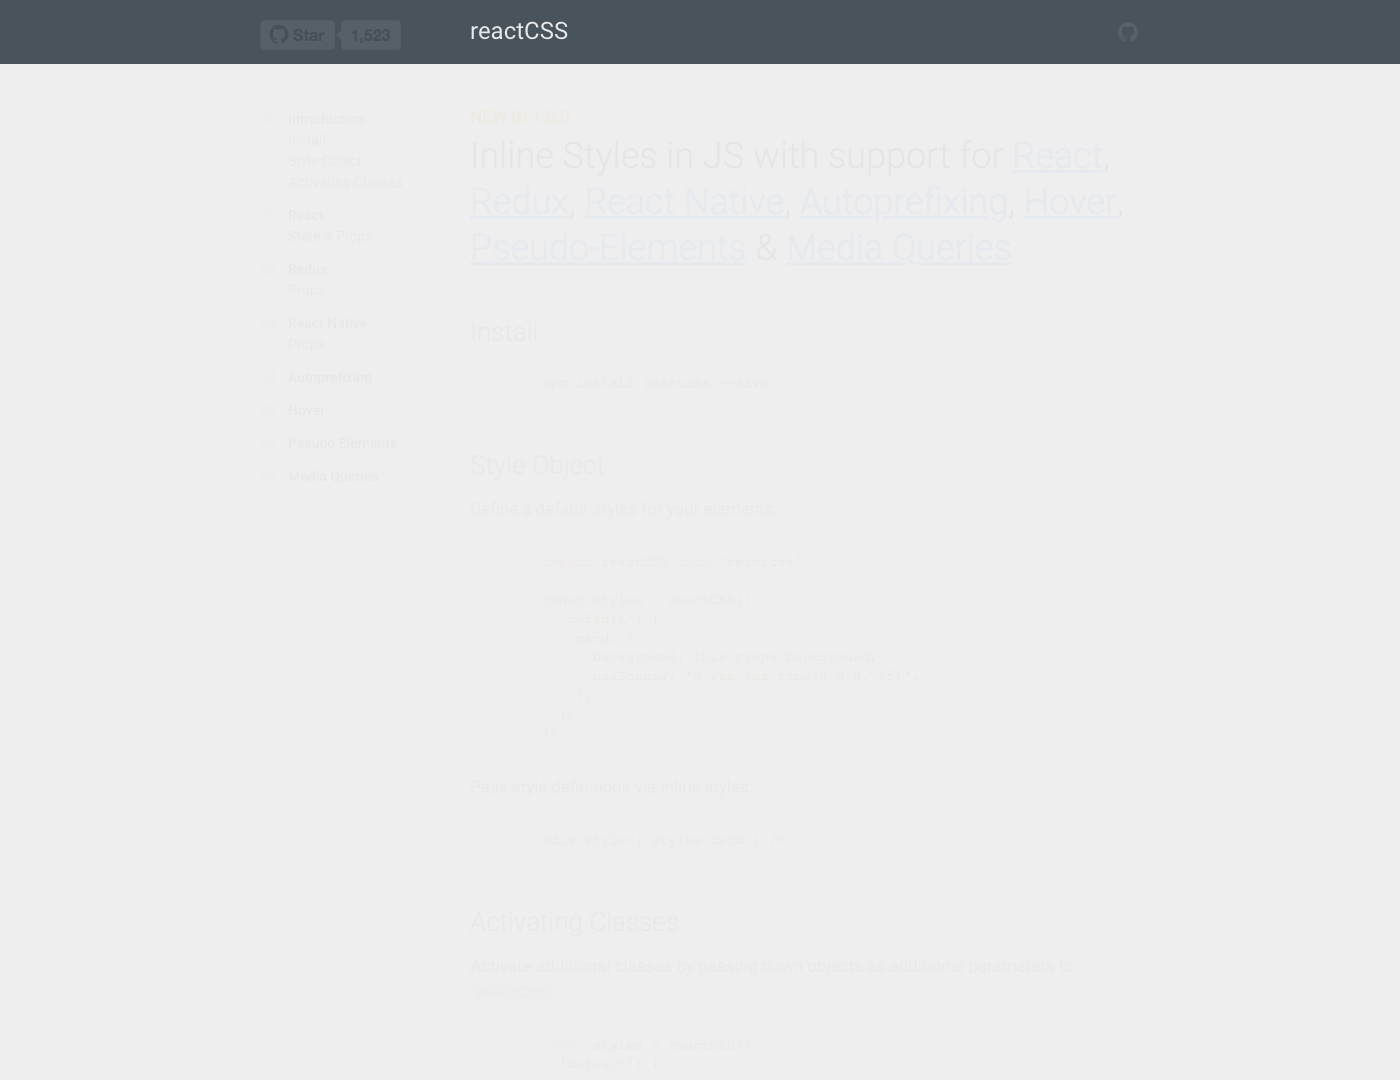 Star
1,523
reactCSS
Introduction
Install
Style Object
Activating Classes
React
State & Props
Redux
Props
React Native
Props
Autoprefixing
Hover
Pseudo Elements
Media Queries
NEW IN 1.0.0
Inline Styles in JS with support for React,
Redux, React Native, Autoprefixing, Hover,
Pseudo-Elements & Media Queries
Install
npm install reactcss --save
Style Object
Define a default styles for your elements:
import reactCSS from 'reactcss'
const styles = reactCSS({
'default': {
card: {
background: this.props.background,
boxShadow: '0 2px 4px rgba(0,0,0,.15)',
},
},
})
Pass style definitions via inline styles:
<div style={ styles.card } />
Activating Classes
Activate additional classes by passing down objects as additional parameters to
reactCSS
const styles = reactCSS({
'default': {